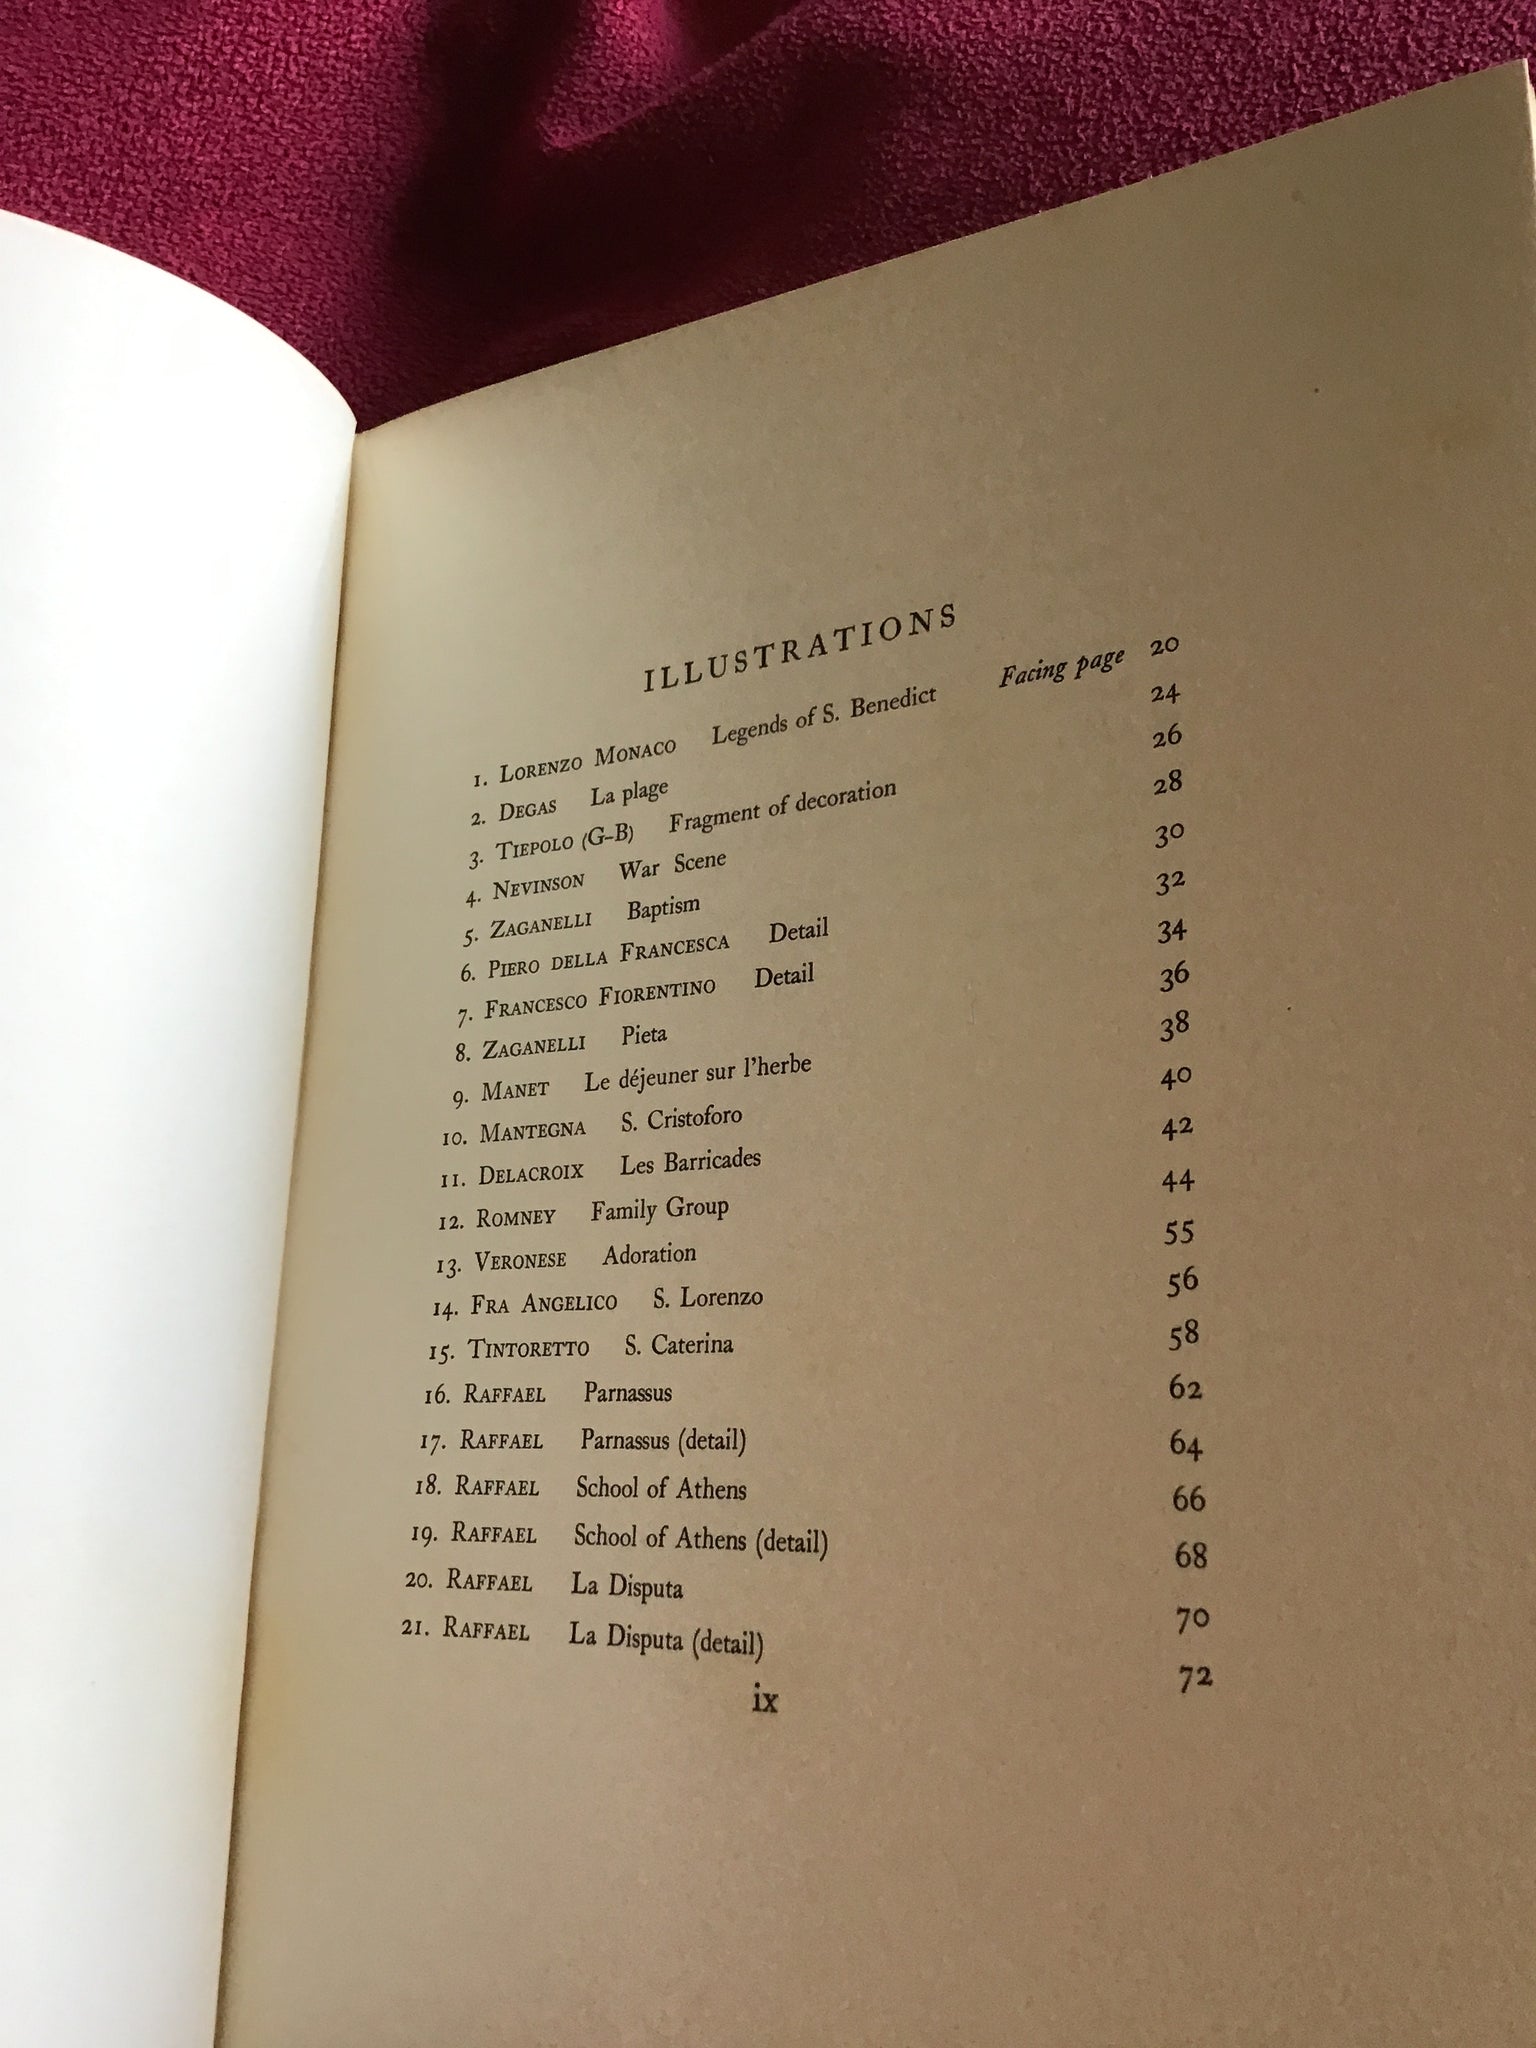 ILLUSTRATIONS
1. LORENZO MONACO Legends of S. Benedict Facing page 20
2. DEGAS La plage 24
3. TIEPOLO (G–B) Fragment of decoration 26
4. NEVINSON War Scene 28
5. ZAGANELLI Baptism 30
6. PIERO DELLA FRANCESCA Detail 32
7. FRANCESCO FIORENTINO Detail 34
8. ZAGANELLI Pieta 36
9. MANET Le déjeuner sur l'herbe 38
10. MANTEGNA S. Cristoforo 40
11. DELACROIX Les Barricades 42
12. ROMNEY Family Group 44
13. VERONESE Adoration 55
14. FRA ANGELICO S. Lorenzo 56
15. TINTORETTO S. Caterina 58
16. RAFFAEL Parnassus 62
17. RAFFAEL Parnassus (detail) 64
18. RAFFAEL School of Athens 66
19. RAFFAEL School of Athens (detail) 68
20. RAFFAEL La Disputa 70
21. RAFFAEL La Disputa (detail) 72
ix